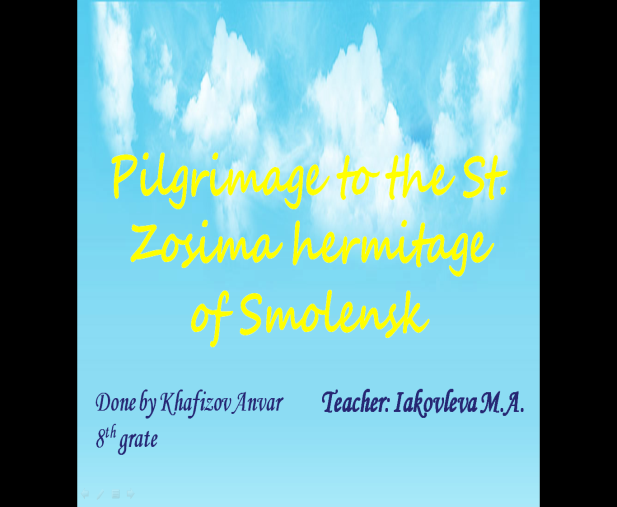 Pilgrimage to the St.
Zosima hermitage
of Smolensk
Done by Khafizov Anvar
8th grate
Teacher: Iakovleva M.A.